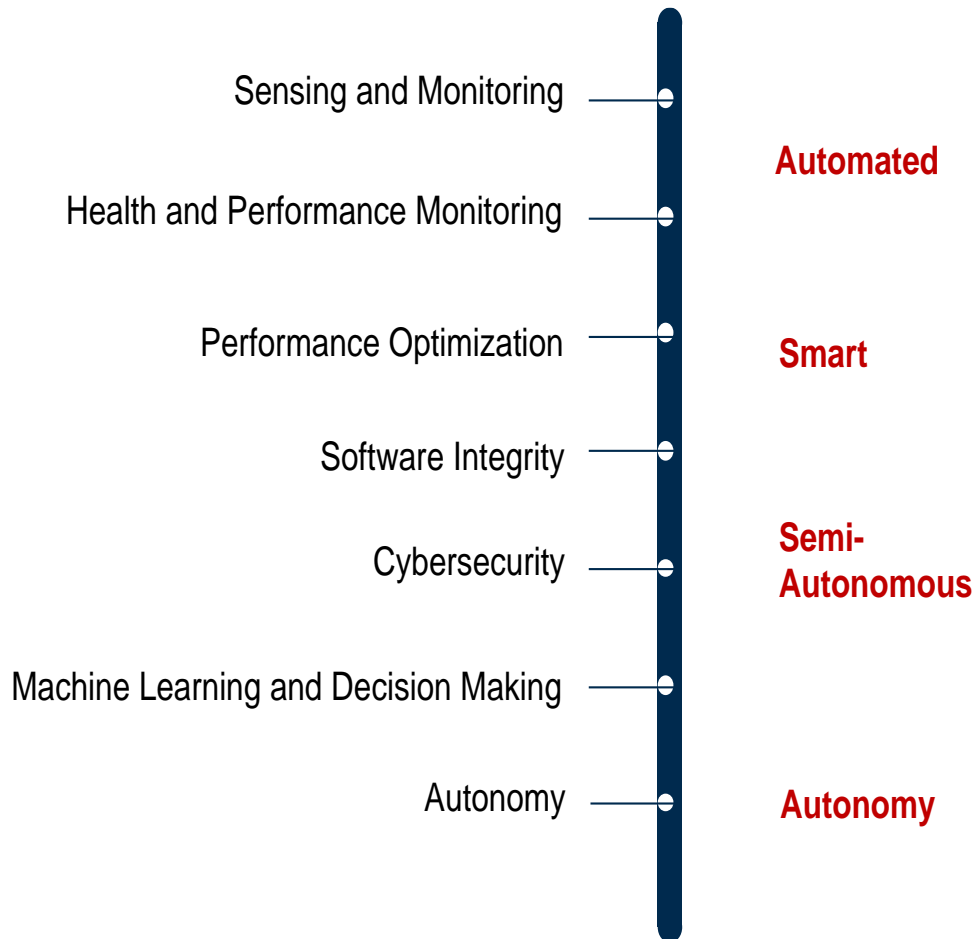 Sensing and Monitoring
Automated
Health and Performance Monitoring
Performance Optimization
Smart
Software Integrity
Semi-
Autonomous
Cybersecurity
Machine Learning and Decision Making
Autonomy
Autonomy